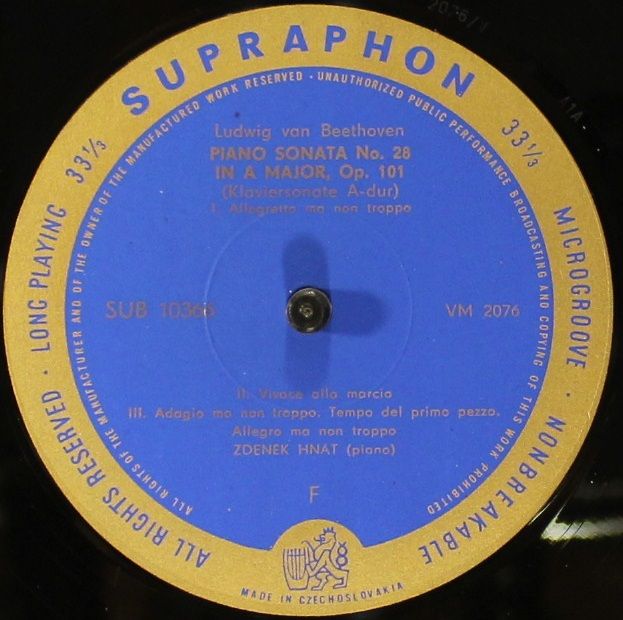 SUPRAPHON
33⅓
MICROGROOVE · NONBREAKABLE
33⅓
LONG PLAYING · ALL RIGHTS RESERVED
ALL RIGHTS OF THE MANUFACTURER AND OF THE OWNER OF THE MANUFACTURED WORK RESERVED · UNAUTHORIZED PUBLIC PERFORMANCE BROADCASTING AND COPYING OF THIS WORK PROHIBITED
Ludwig van Beethoven
PIANO SONATA No. 28
IN A MAJOR, Op. 101
(Klaviersonate A-dur)
I. Allegretto ma non troppo
SUB 10366
VM 2076
II. Vivace alla marcia
III. Adagio ma non troppo. Tempo del primo pezzo.
Allegro ma non troppo
ZDENEK HNAT (piano)
F
MADE IN CZECHOSLOVAKIA